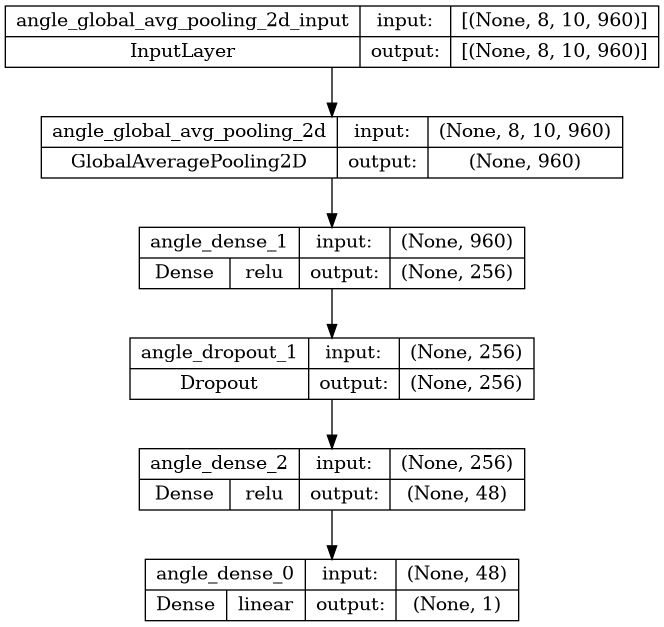 angle_global_avg_pooling_2d_input input: [(None, 8, 10, 960)]
InputLayer output: [(None, 8, 10, 960)]
angle_global_avg_pooling_2d input: (None, 8, 10, 960)
GlobalAveragePooling2D output: (None, 960)
angle_dense_1 input: (None, 960)
Dense relu output: (None, 256)
angle_dropout_1 input: (None, 256)
Dropout output: (None, 256)
angle_dense_2 input: (None, 256)
Dense relu output: (None, 48)
angle_dense_0 input: (None, 48)
Dense linear output: (None, 1)